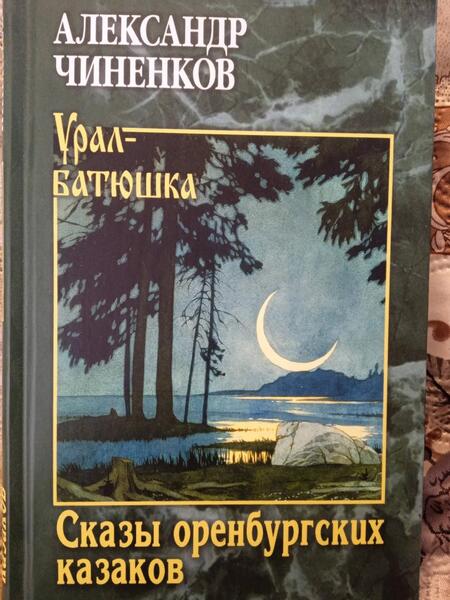 АЛЕКСАНДР
ЧИНЕНКОВ
Урал-
батюшка
Сказы оренбургских
казаков